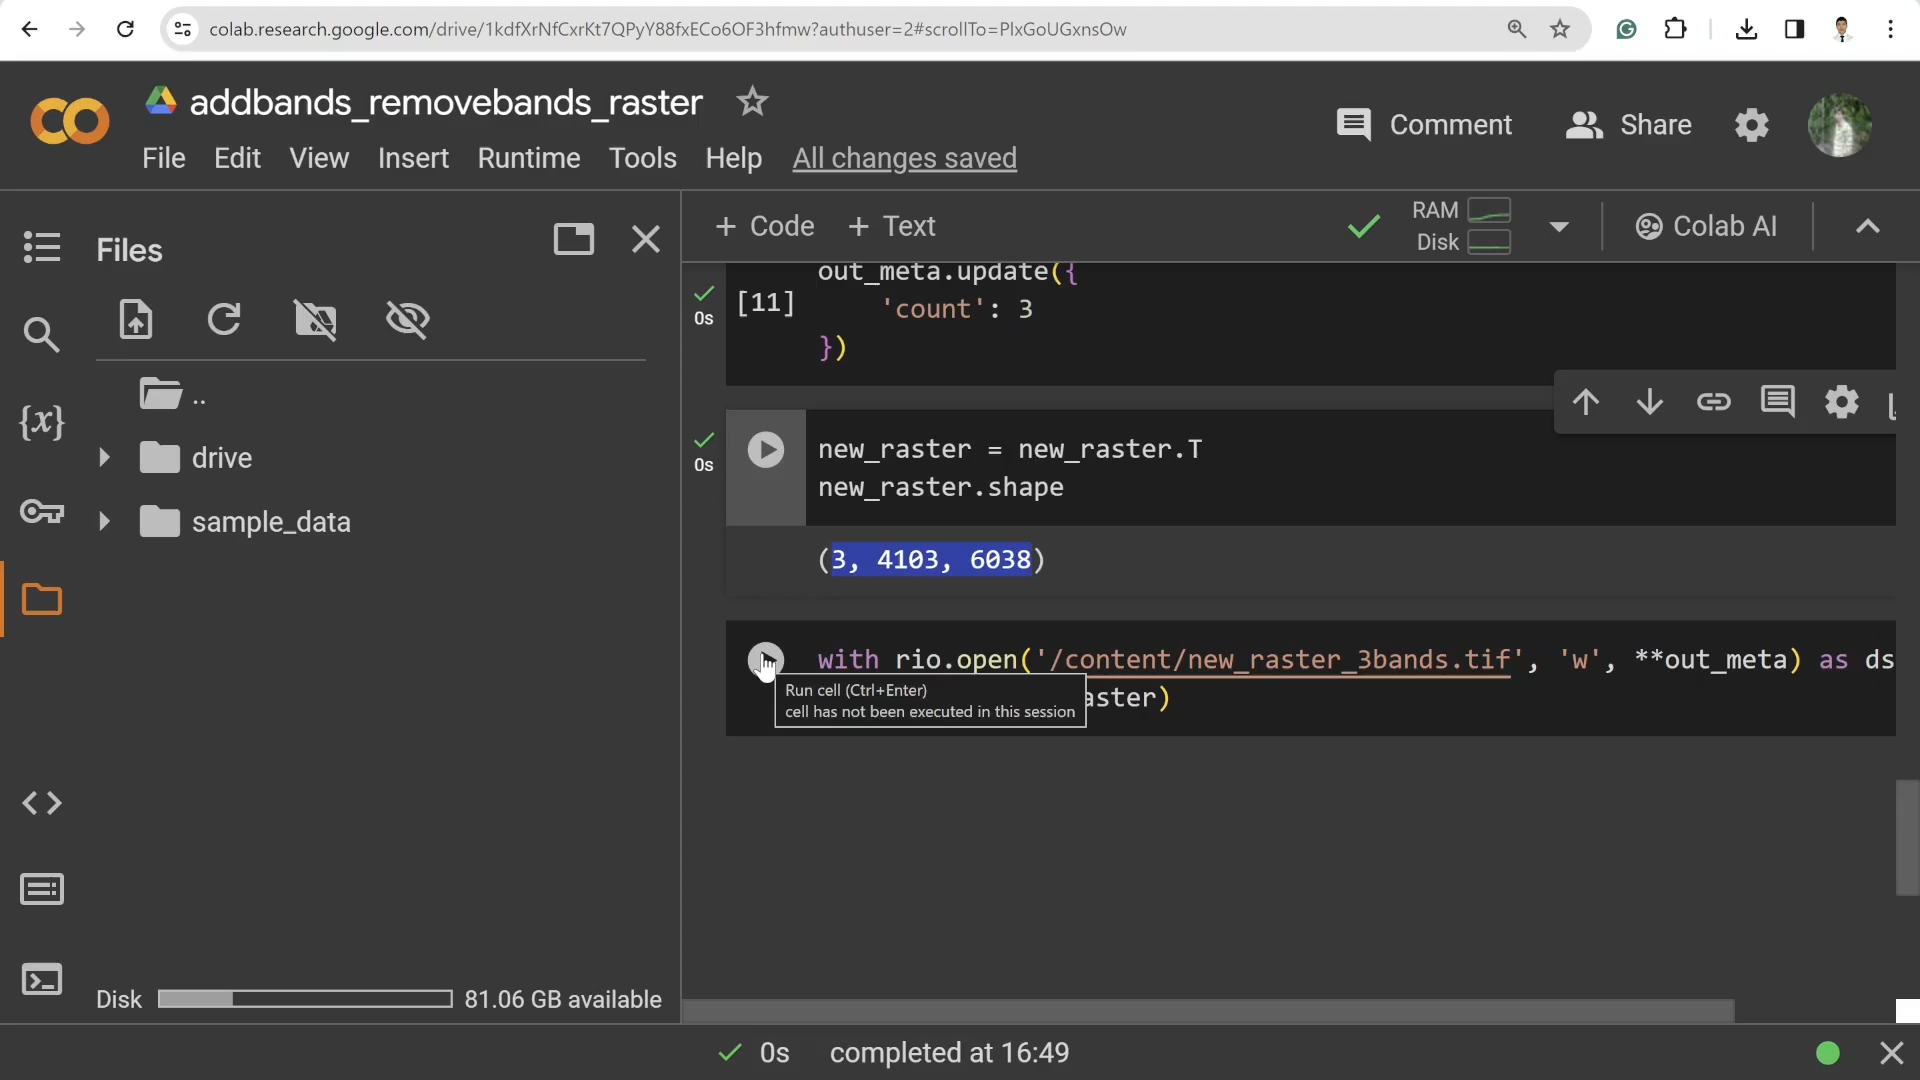 colab.research.google.com/drive/1kdfXrNfCxrKt7QPyY88fxECo6OF3hfmw?authuser=2#scrollTo=PlxGoUGxnsOw
addbands_removebands_raster
Comment
Share
File Edit View Insert Runtime Tools Help All changes saved
Files
+ Code + Text
RAM
Disk
Colab AI
out_meta.update({
[11]
0s
'count': 3
})
..
drive
sample_data
0s
new_raster = new_raster.T
new_raster.shape
(3, 4103, 6038)
with rio.open('/content/new_raster_3bands.tif', 'w', **out_meta) as ds
aster)
Run cell (Ctrl+Enter)
cell has not been executed in this session
Disk 81.06 GB available
0s completed at 16:49